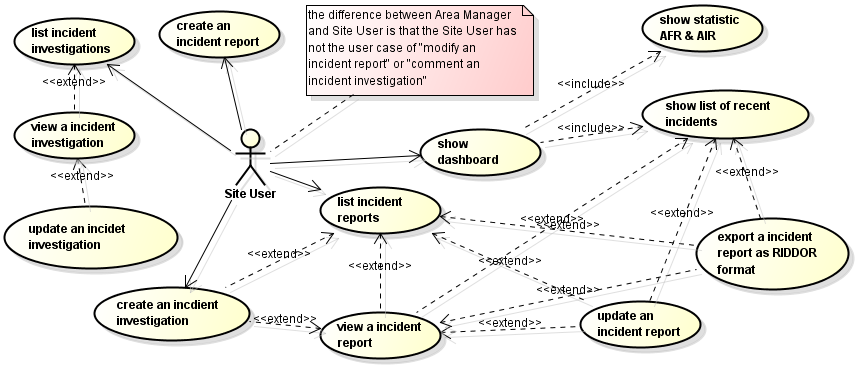 list incident
investigations
create an
incident report
the difference between Area Manager
and Site User is that the Site User has
not the user case of "modify an
incident report" or "comment an
incident investigation"
show statistic
AFR & AIR
<<extend>>
<<include>>
view a incident
investigation
show list of recent
incidents
<<include>>
show
dashboard
<<extend>>
<<extend>>
Site User
list incident
reports
<<extend>>
update an incidet
investigation
<<extend>>
<<extend>>
export a incident
report as RIDDOR
format
<<extend>>
<<extend>>
<<extend>>
<<extend>>
<<extend>>
create an incdient
investigation
<<extend>>
view a incident
report
<<extend>>
update an
incident report